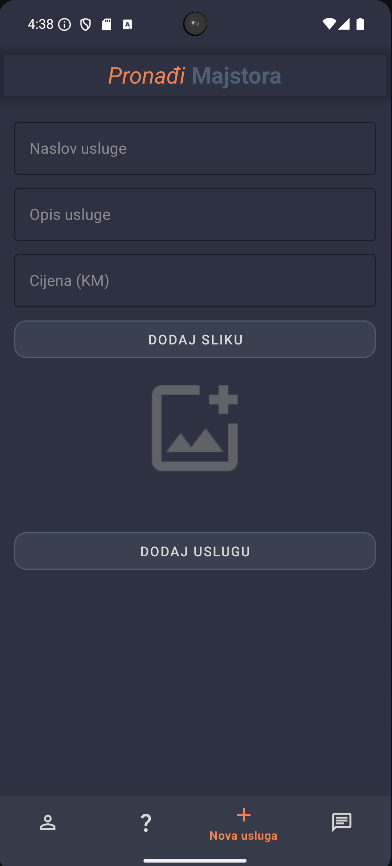 4:38
Pronađi Majstora
Naslov usluge
Opis usluge
Cijena (KM)
DODAJ SLIKU
DODAJ USLUGU
Nova usluga